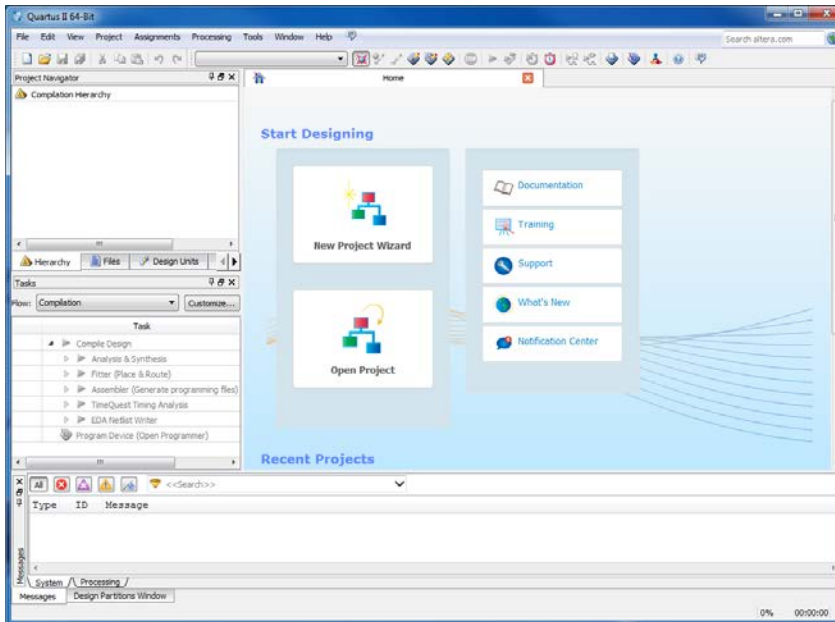 Quartus II 64-Bit
File Edit View Project Assignments Processing Tools Window Help
Search altera.com
Project Navigator
Home
Compilation Hierarchy
Start Designing
Documentation
Training
New Project Wizard
Support
Hierarchy Files Design Units
Tasks
Flow: Compilation Customize...
What's New
Task
Compile Design
Notification Center
Analysis & Synthesis
Fitter (Place & Route)
Open Project
Assembler (Generate programming files)
TimeQuest Timing Analysis
EDA Netlist Writer
Program Device (Open Programmer)
Recent Projects
All <<Search>>
Type ID Message
Messages
System Processing
Messages Design Partitions Window
0% 00:00:00